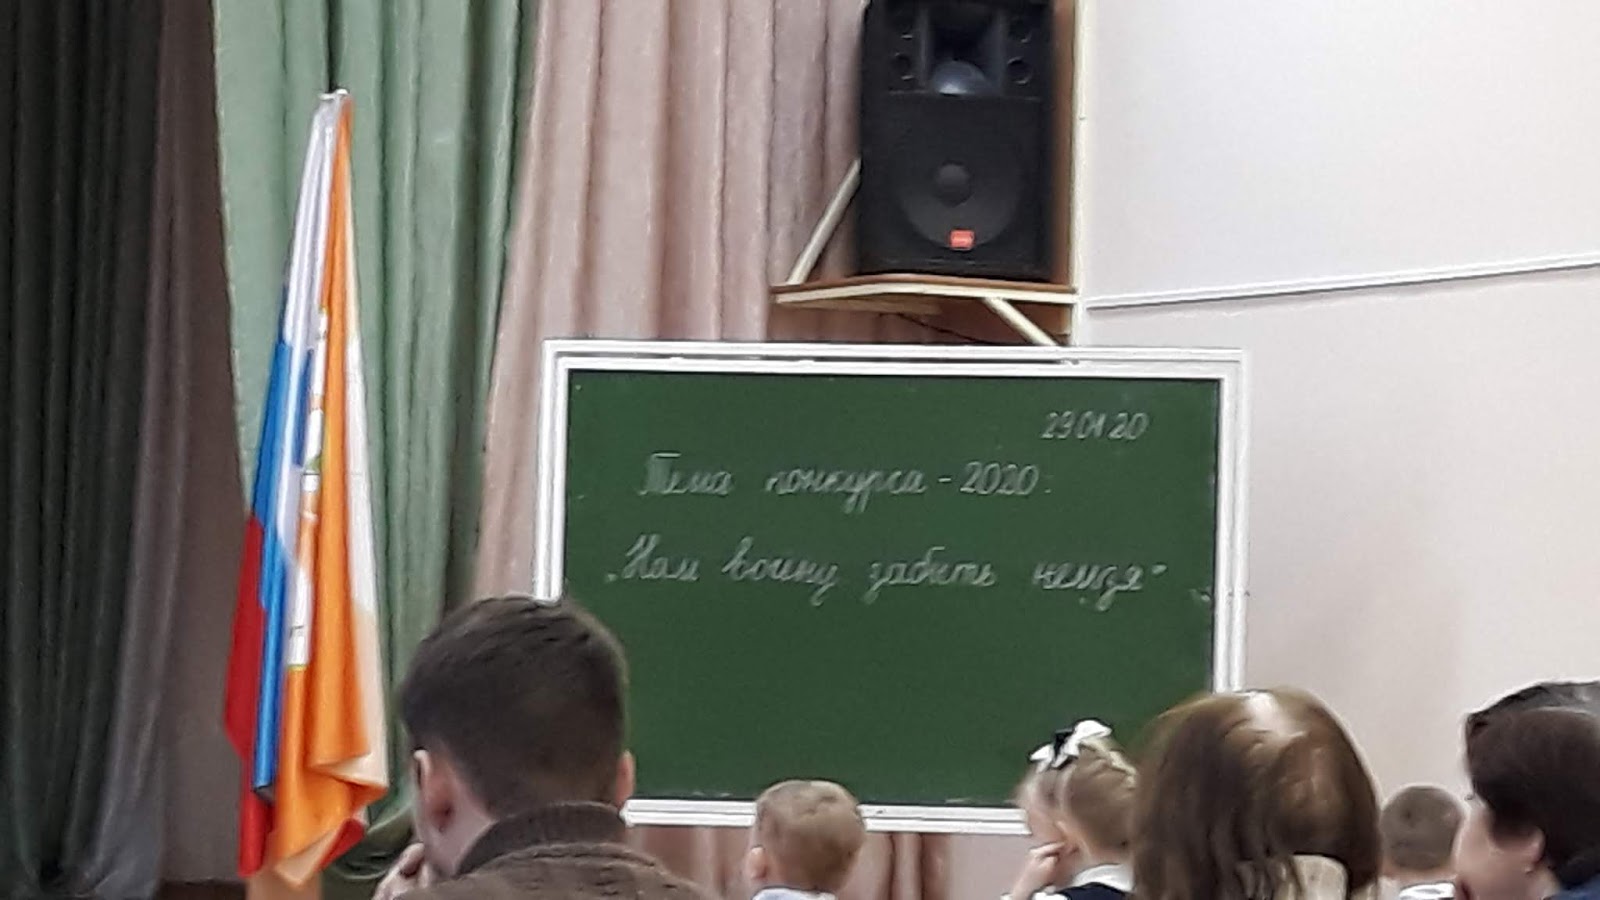 29.01.20
Тема конкурса - 2020:
„Нам войну забыть нельзя"